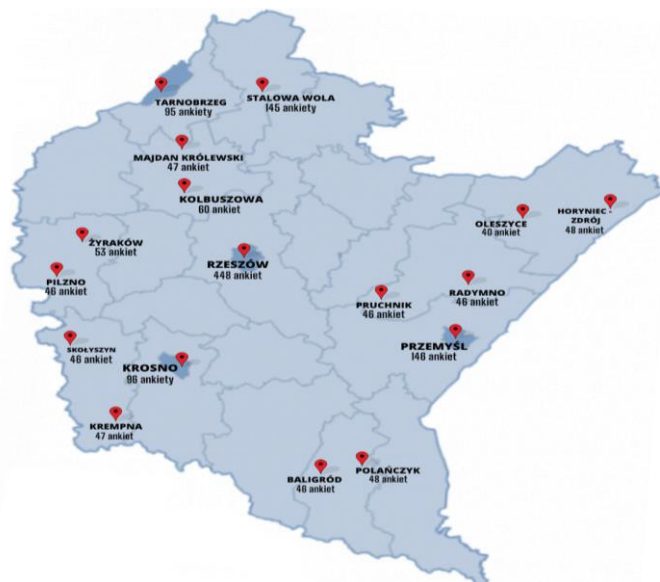 TARNOBRZEG
95 ankiety
STALOWA WOLA
145 ankiety
MAJDAN KRÓLEWSKI
47 ankiet
KOLBUSZOWA
60 ankiet
OLESZYCE
40 ankiet
HORYNIEC -
ZDRÓJ
48 ankiet
ŻYRAKÓW
53 ankiet
RZESZÓW
448 ankiet
PILZNO
46 ankiet
PRUCHNIK
46 ankiet
RADYMNO
46 ankiet
PRZEMYŚL
146 ankiet
SKOŁYSZYN
46 ankiet
KROSNO
96 ankiety
KREMPNA
47 ankiet
BALIGRÓD
46 ankiet
POLAŃCZYK
48 ankiet